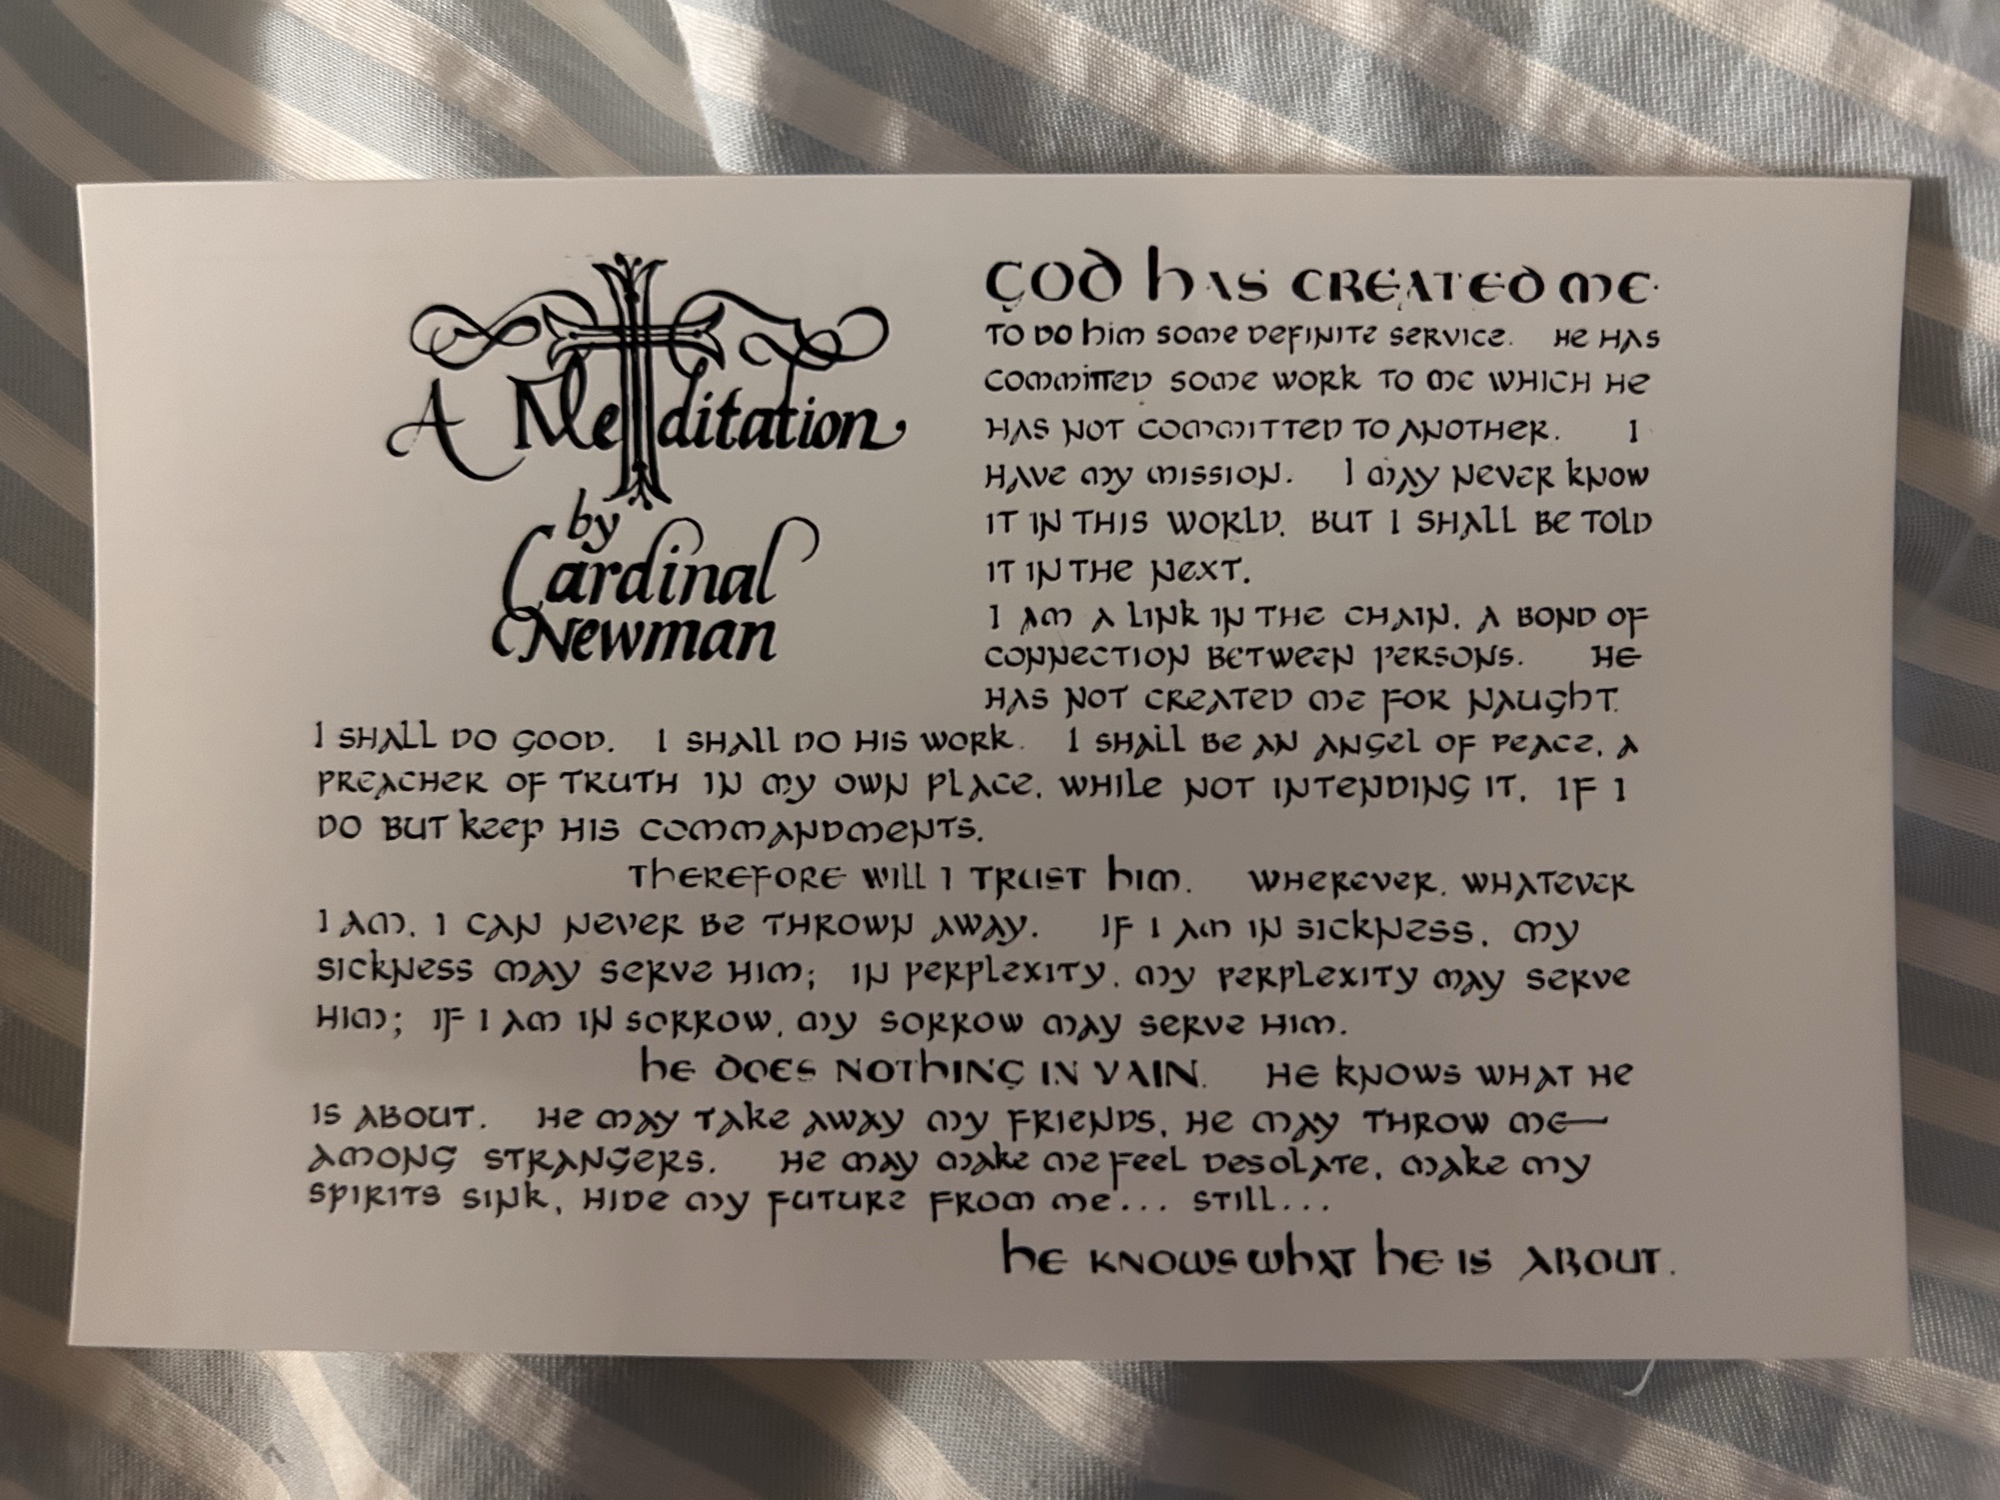 A Meditation
by
Cardinal
Newman
GOD HAS CREATED ME
TO DO HIM SOME DEFINITE SERVICE. HE HAS
COMMITTED SOME WORK TO ME WHICH HE
HAS NOT COMMITTED TO ANOTHER. I
HAVE MY MISSION. I MAY NEVER KNOW
IT IN THIS WORLD, BUT I SHALL BE TOLD
IT IN THE NEXT.
I AM A LINK IN THE CHAIN, A BOND OF
CONNECTION BETWEEN PERSONS. HE
HAS NOT CREATED ME FOR NAUGHT.
I SHALL DO GOOD. I SHALL DO HIS WORK. I SHALL BE AN ANGEL OF PEACE, A
PREACHER OF TRUTH IN MY OWN PLACE, WHILE NOT INTENDING IT, IF I
DO BUT KEEP HIS COMMANDMENTS.
THEREFORE WILL I TRUST HIM. WHEREVER, WHATEVER
I AM, I CAN NEVER BE THROWN AWAY. IF I AM IN SICKNESS, MY
SICKNESS MAY SERVE HIM; IN PERPLEXITY, MY PERPLEXITY MAY SERVE
HIM; IF I AM IN SORROW, MY SORROW MAY SERVE HIM.
HE DOES NOTHING IN VAIN. HE KNOWS WHAT HE
IS ABOUT. HE MAY TAKE AWAY MY FRIENDS, HE MAY THROW ME
AMONG STRANGERS. HE MAY MAKE ME FEEL DESOLATE, MAKE MY
SPIRITS SINK, HIDE MY FUTURE FROM ME... STILL...
HE KNOWS WHAT HE IS ABOUT.